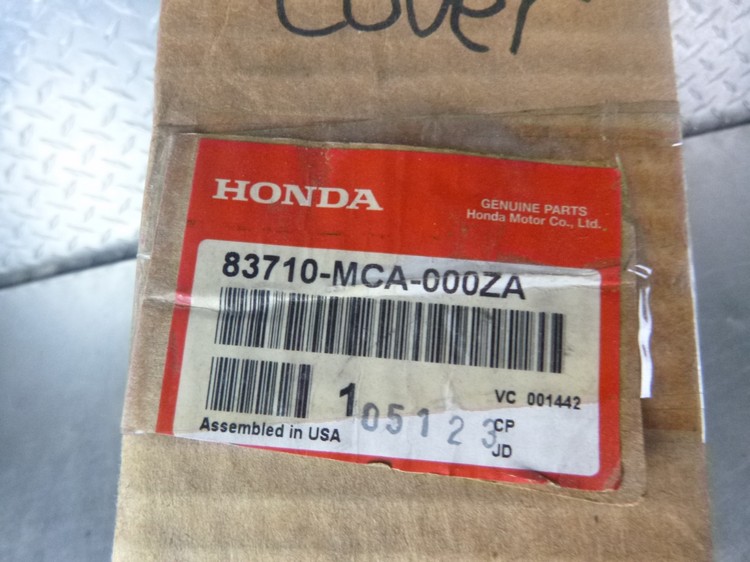 Cover
HONDA
GENUINE PARTS
Honda Motor Co., Ltd.
83710-MCA-000ZA
1
VC 001442
Assembled in USA
05123
CP
JD